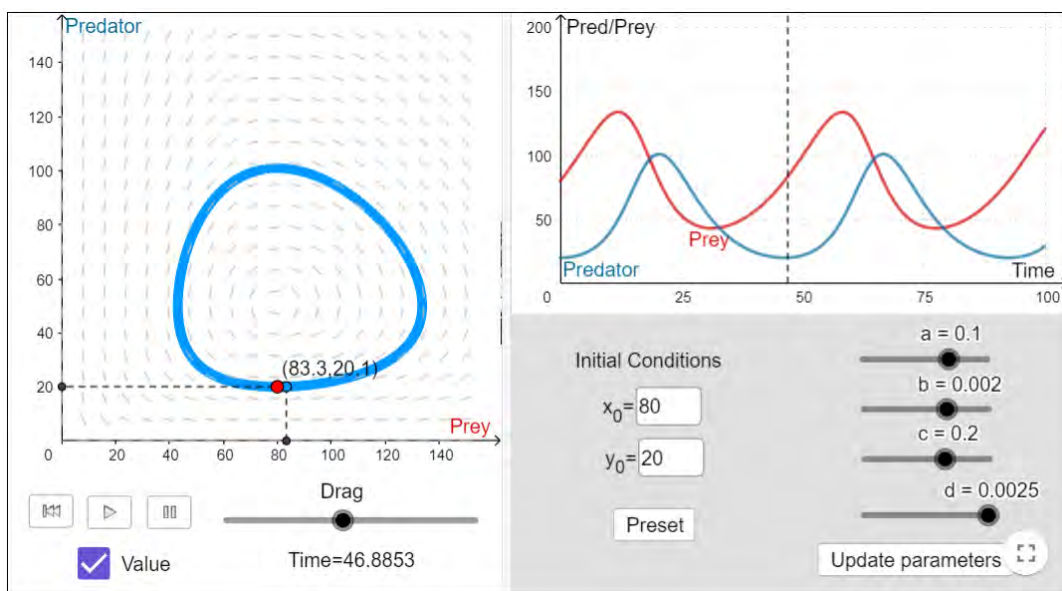 Predator
140
120
100
80
60
40
20
0
20
40
60
80
100
120
140
(83.3,20.1)
Prey
Drag
Value
Time=46.8853
Pred/Prey
200
150
100
50
0
25
50
75
100
Prey
Predator
Time
Initial Conditions
x₀=80
y₀=20
Preset
a = 0.1
b = 0.002
c = 0.2
d = 0.0025
Update parameters